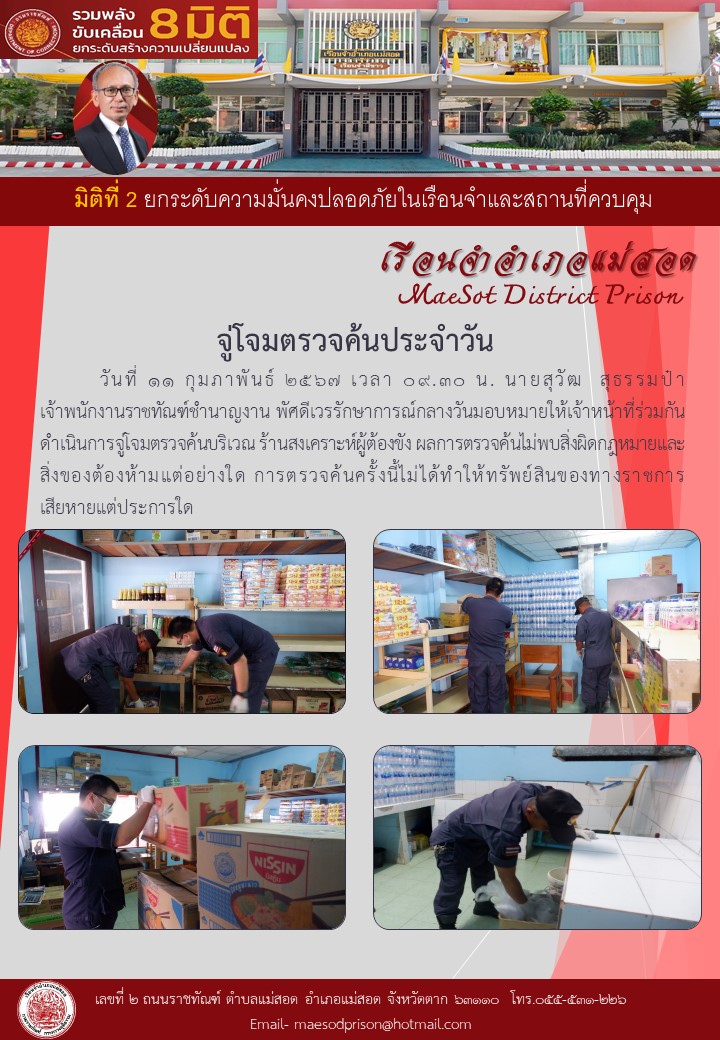 รวมพลัง
ขับเคลื่อน 8 มิติ
ยกระดับสร้างความเปลี่ยนแปลง
เรือนจำอำเภอแม่สอด
มิติที่ 2 ยกระดับความมั่นคงปลอดภัยในเรือนจำและสถานที่ควบคุม
เรือนจำอำเภอแม่สอด
MaeSot District Prison
จู่โจมตรวจค้นประจำวัน
วันที่ ๑๑ กุมภาพันธ์ ๒๕๖๗ เวลา ๐๙.๓๐ น. นายสุวัฒ สุธรรมป๋า
เจ้าพนักงานราชทัณฑ์ชำนาญงาน พัศดีเวรรักษาการณ์กลางวันมอบหมายให้เจ้าหน้าที่ร่วมกัน
ดำเนินการจู่โจมตรวจค้นบริเวณ ร้านสงเคราะห์ผู้ต้องขัง ผลการตรวจค้นไม่พบสิ่งผิดกฎหมายและ
สิ่งของต้องห้ามแต่อย่างใด การตรวจค้นครั้งนี้ไม่ได้ทำให้ทรัพย์สินของทางราชการ
เสียหายแต่ประการใด
NISSIN
เลขที่ ๒ ถนนราชทัณฑ์ ตำบลแม่สอด อำเภอแม่สอด จังหวัดตาก ๖๓๑๑๐ โทร.๐๕๕-๕๓๑-๒๒๖
Email- maesodprison@hotmail.com